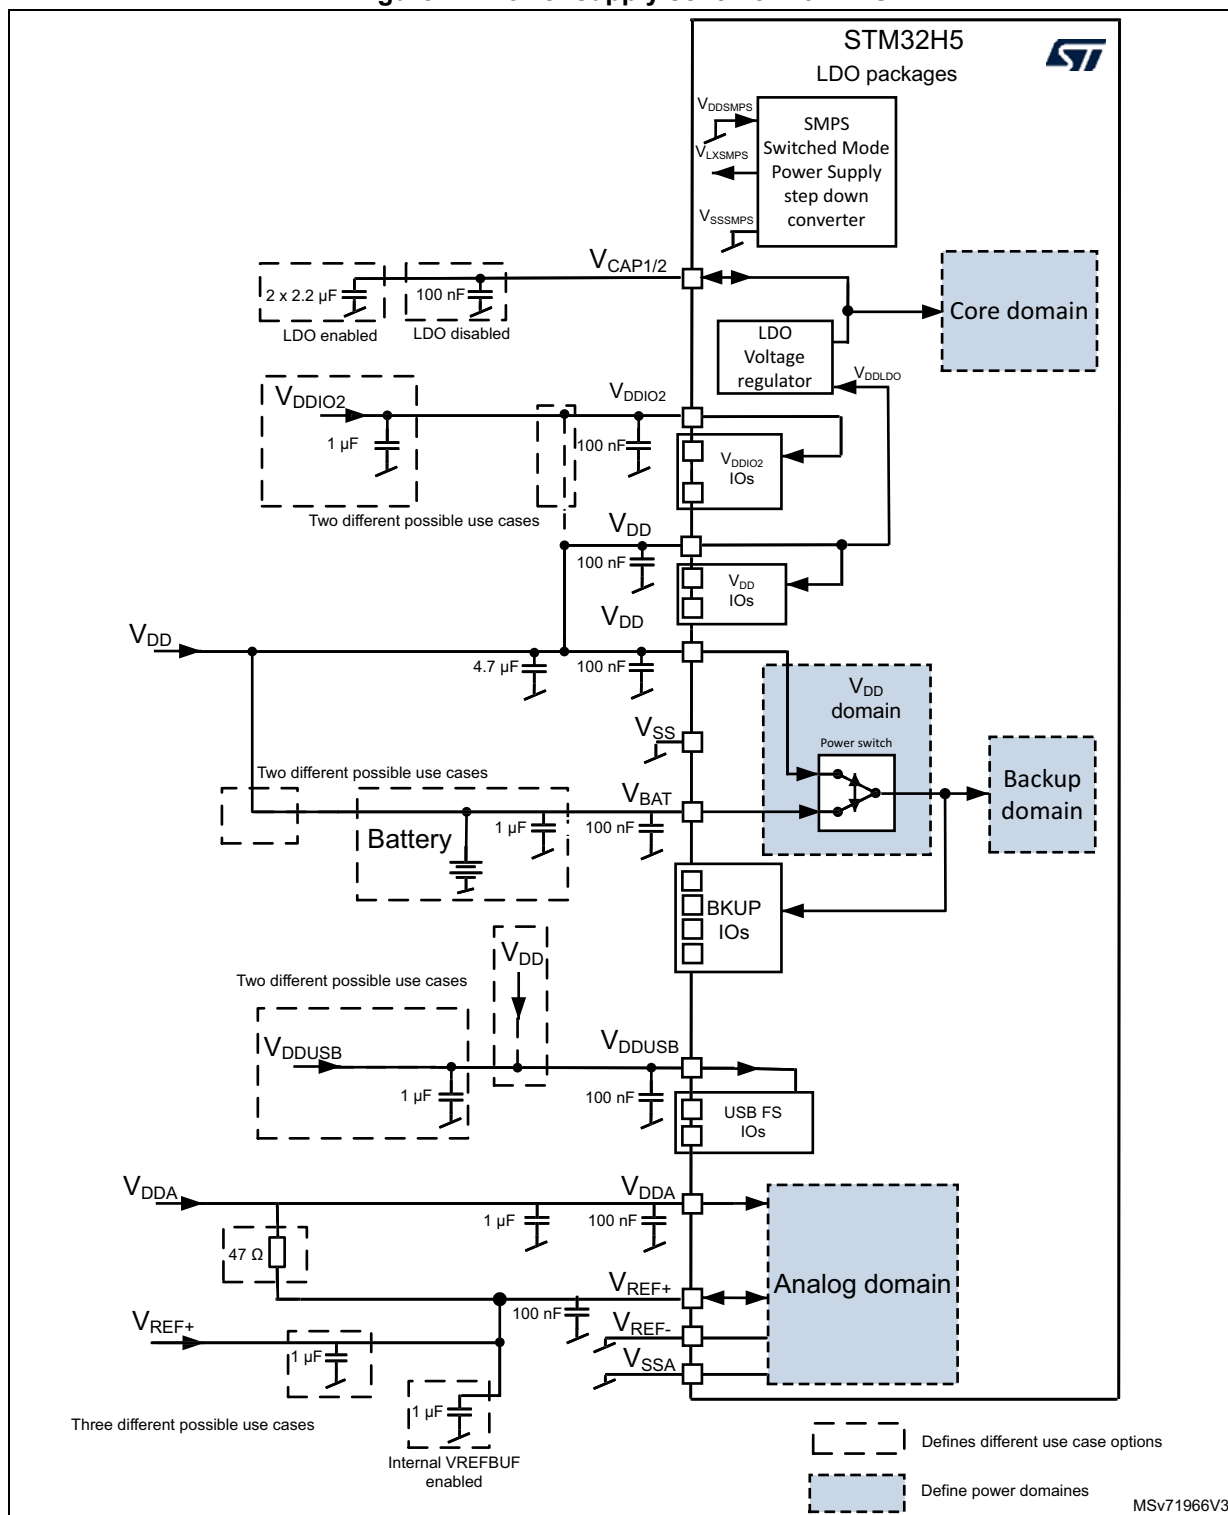 STM32H5
LDO packages
VDDSMPS
SMPS
Switched Mode
Power Supply
step down
converter
VLXSMPS
VSSSMPS
VCAP1/2
2 x 2.2 µF
100 nF
LDO enabled
LDO disabled
Core domain
LDO
Voltage
regulator
VDDLDO
VDDIO2
VDDIO2
1 µF
100 nF
VDDIO2
IOs
Two different possible use cases
VDD
100 nF
VDD
IOs
VDD
VDD
4.7 µF
100 nF
VDD
domain
Power switch
VSS
Backup
domain
Two different possible use cases
VBAT
Battery
1 µF
100 nF
BKUP
IOs
VDD
Two different possible use cases
VDDUSB
VDDUSB
1 µF
100 nF
USB FS
IOs
VDDA
VDDA
1 µF
100 nF
47 Ω
Analog domain
VREF+
100 nF
VREF+
VREF-
1 µF
VSSA
1 µF
Three different possible use cases
Internal VREFBUF
enabled
Defines different use case options
Define power domaines
MSv71966V3